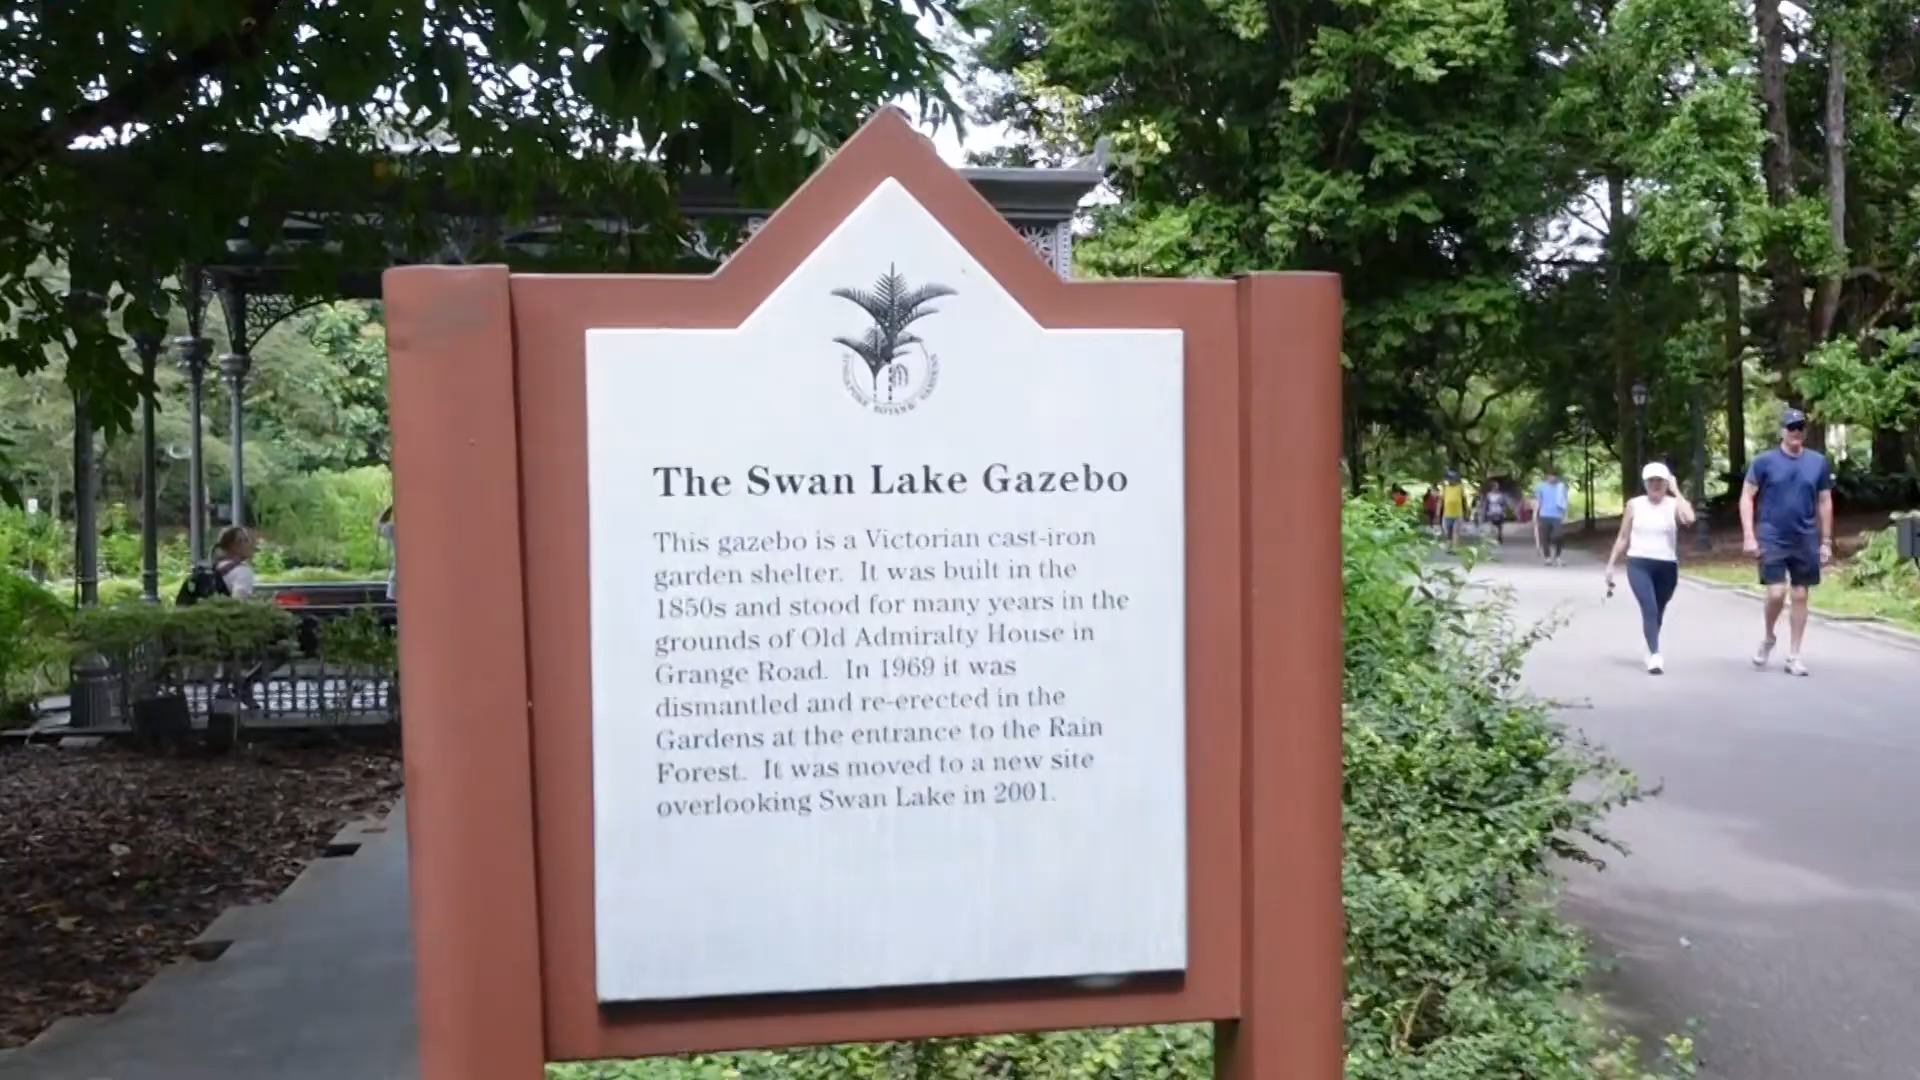 SINGAPORE BOTANIC GARDENS
The Swan Lake Gazebo
This gazebo is a Victorian cast-iron
garden shelter. It was built in the
1850s and stood for many years in the
grounds of Old Admiralty House in
Grange Road. In 1969 it was
dismantled and re-erected in the
Gardens at the entrance to the Rain
Forest. It was moved to a new site
overlooking Swan Lake in 2001.